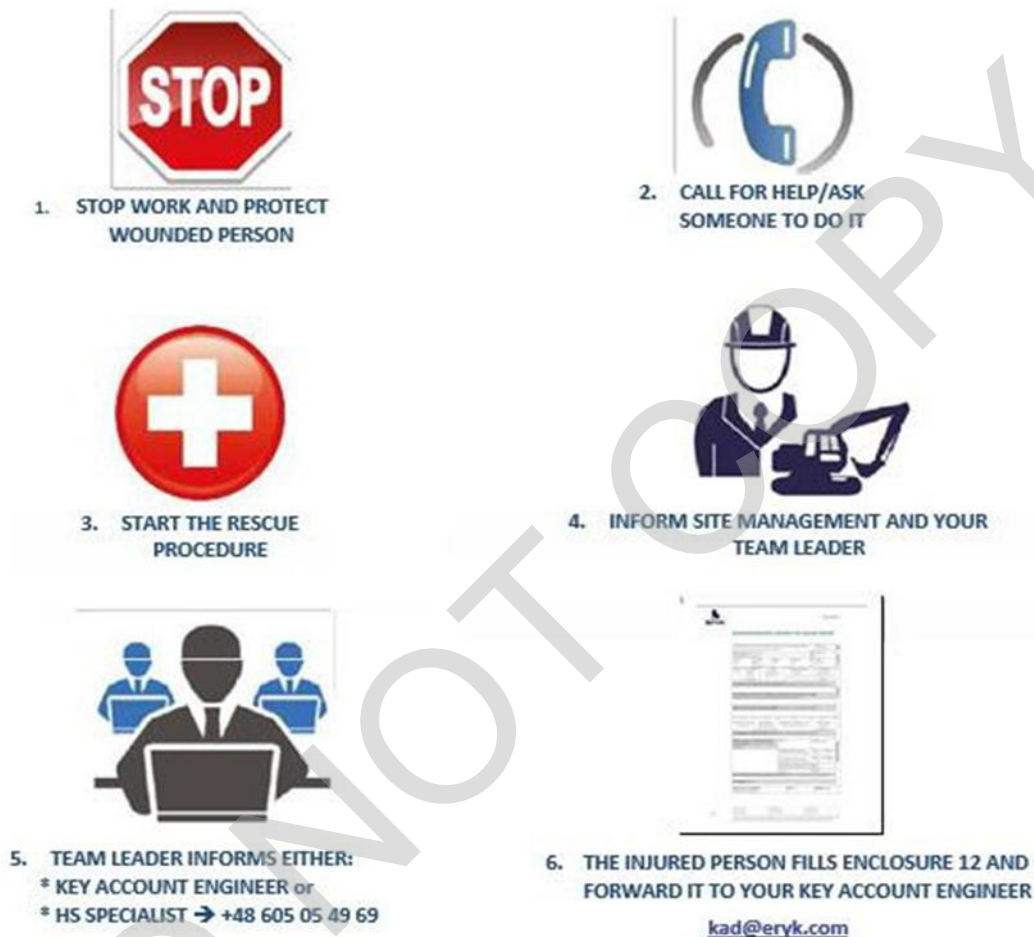 STOP
1. STOP WORK AND PROTECT
WOUNDED PERSON
2. CALL FOR HELP/ASK
SOMEONE TO DO IT
3. START THE RESCUE
PROCEDURE
4. INFORM SITE MANAGEMENT AND YOUR
TEAM LEADER
5. TEAM LEADER INFORMS EITHER:
* KEY ACCOUNT ENGINEER or
* HS SPECIALIST → +48 605 05 49 69
6. THE INJURED PERSON FILLS ENCLOSURE 12 AND
FORWARD IT TO YOUR KEY ACCOUNT ENGINEER
kad@eryk.com
NOT COPY